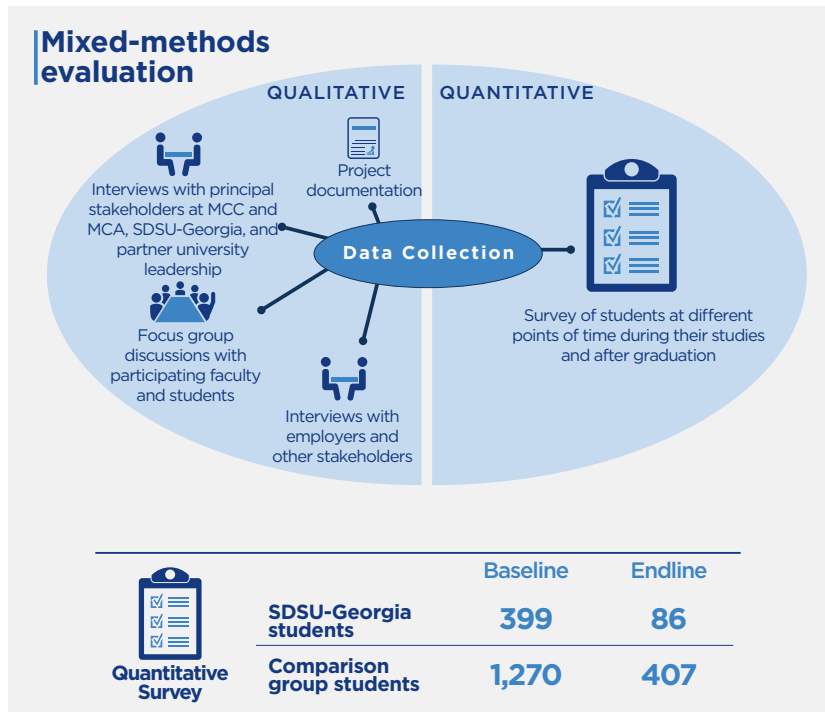 Mixed-methods
evaluation
QUALITATIVE
QUANTITATIVE
Project
documentation
Interviews with principal
stakeholders at MCC and
MCA, SDSU-Georgia, and
partner university
leadership
Data Collection
Focus group
discussions with
participating faculty
and students
Interviews with
employers and
other stakeholders
Survey of students at different
points of time during their studies
and after graduation
Quantitative
Survey
Baseline Endline
SDSU-Georgia
students
399 86
Comparison
group students
1,270 407